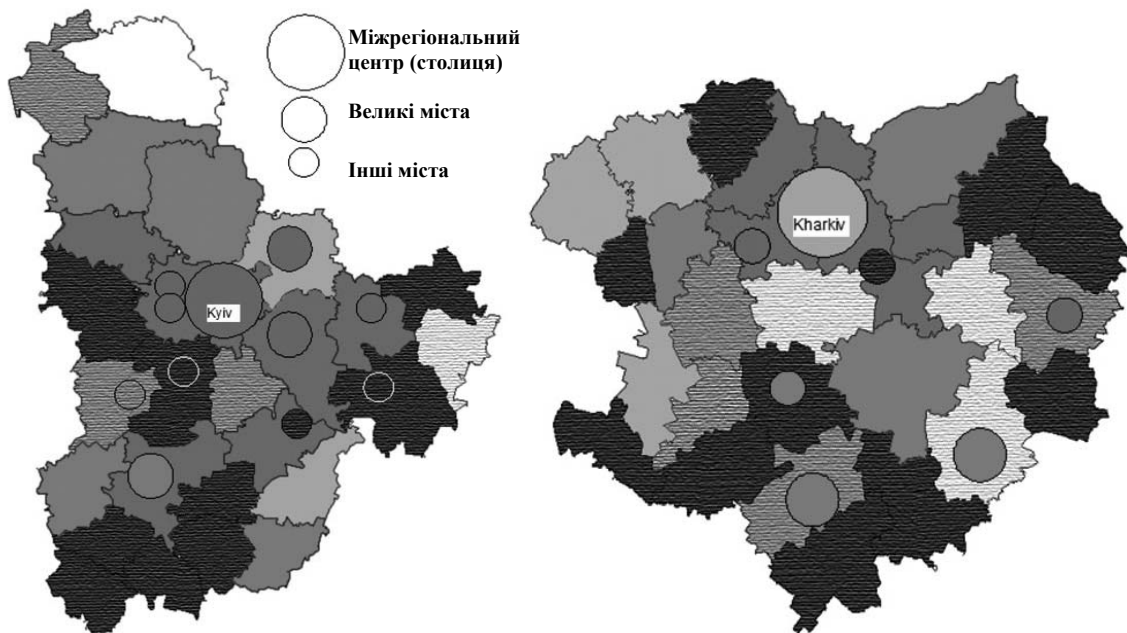 Міжрегіональний
центр (столиця)
Великі міста
Інші міста
Kyiv
Kharkiv